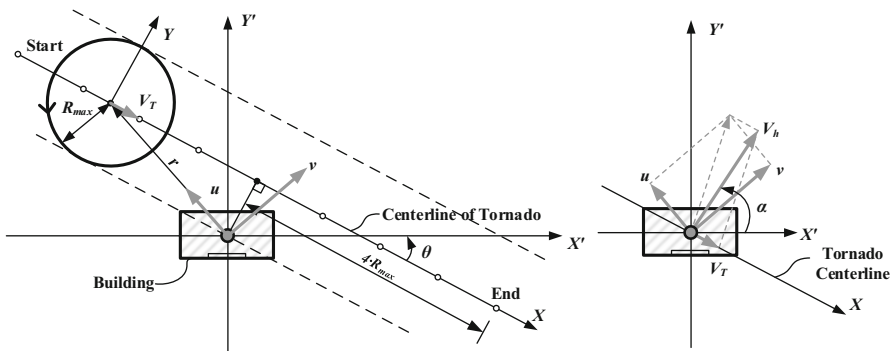 Start
Y
Y'
R_max
V_T
r
u
v
Centerline of Tornado
X'
θ
4·R_max
Building
End
X
Y'
V_h
u
v
α
X'
V_T
Tornado
Centerline
X